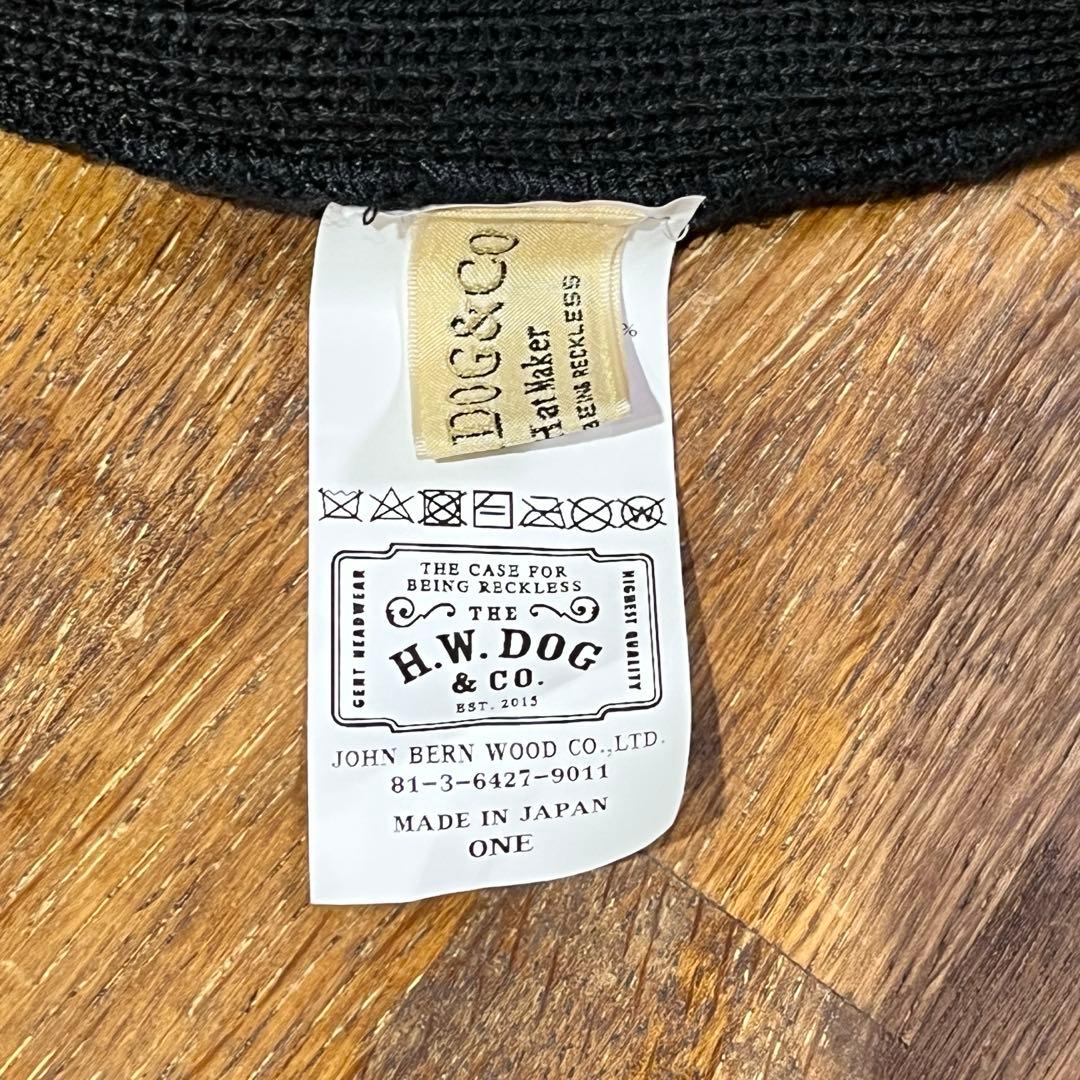 DOG&CO
Hat Maker
BEING RECKLESS
%
THE CASE FOR
BEING RECKLESS
THE
H.W.DOG
& CO.
EST. 2015
GENT HEADWEAR
HIGHEST QUALITY
JOHN BERN WOOD CO.,LTD.
81-3-6427-9011
MADE IN JAPAN
ONE